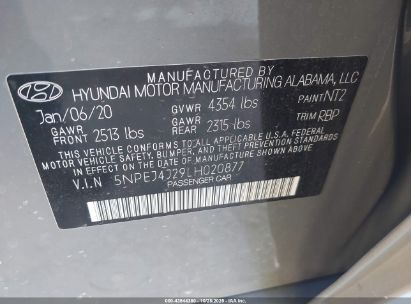 MANUFACTURED BY
HYUNDAI MOTOR MANUFACTURING ALABAMA, LLC
Jan/06/20 GVWR 4354 lbs PAINT NT2
GAWR FRONT 2513 lbs GAWR REAR 2315 lbs TRIM RBP
THIS VEHICLE CONFORMS TO ALL APPLICABLE U.S.A. FEDERAL
MOTOR VEHICLE SAFETY, BUMPER, AND THEFT PREVENTION
STANDARDS IN EFFECT ON THE DATE OF MANUFACTURE SHOWN ABOVE.
V.I.N 5NPEJ4J29LH020877
PASSENGER CAR